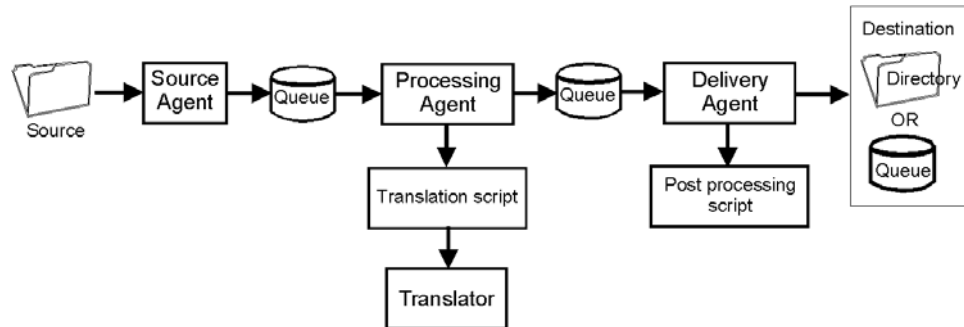 Source
Source
Agent
Queue
Processing
Agent
Queue
Delivery
Agent
Destination
Directory
OR
Queue
Translation script
Post processing
script
Translator